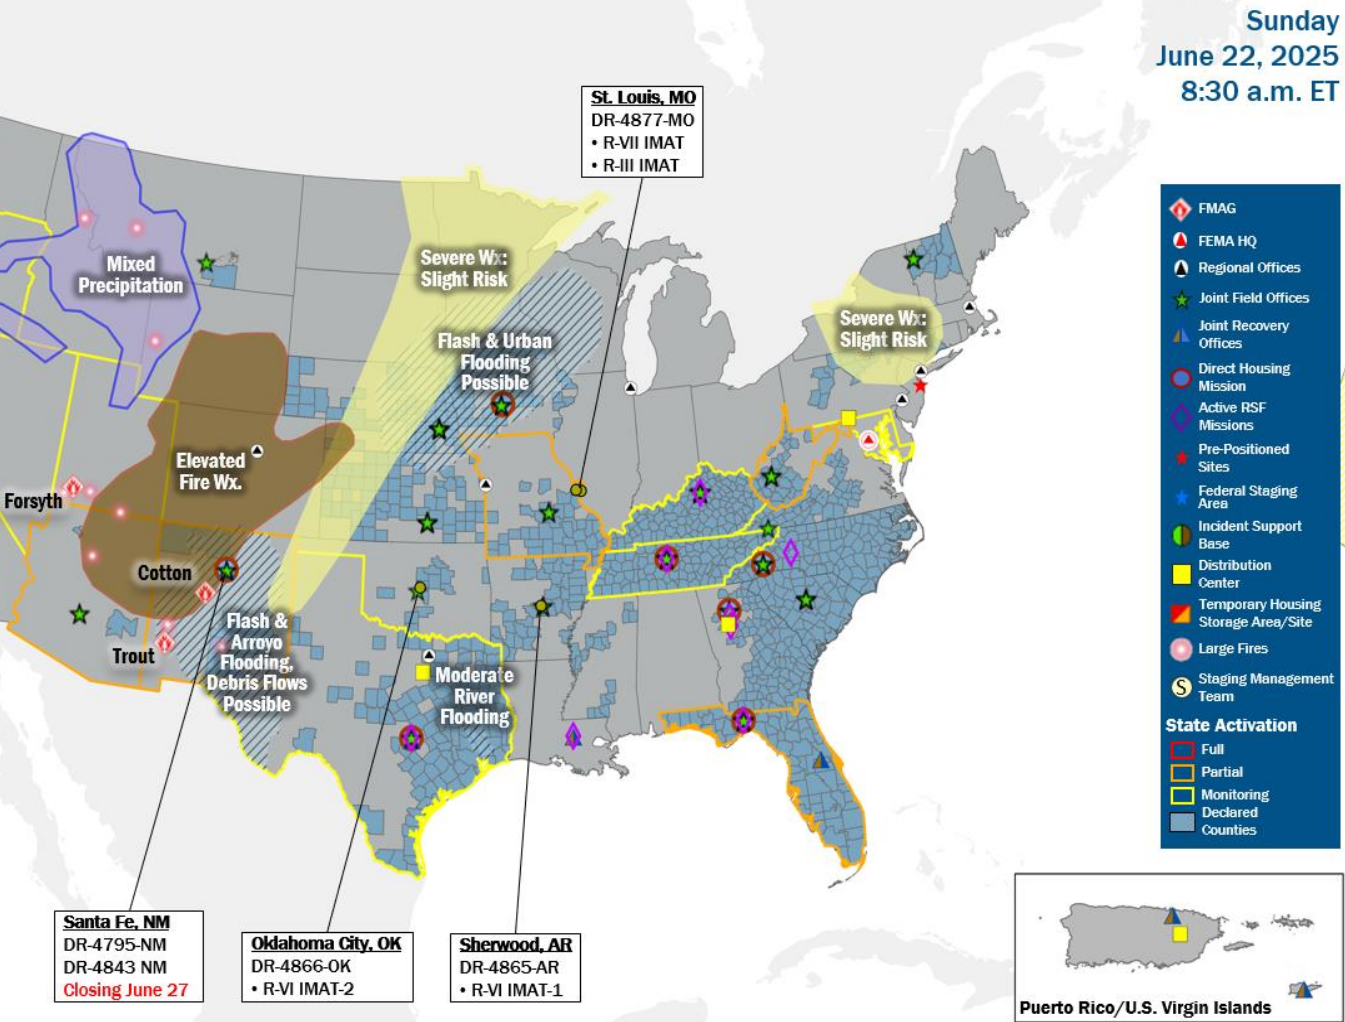 Sunday
June 22, 2025
8:30 a.m. ET
St. Louis, MO
DR-4877-MO
• R-VII IMAT
• R-III IMAT
Mixed
Precipitation
Severe Wx:
Slight Risk
Flash & Urban
Flooding
Possible
Severe Wx:
Slight Risk
Elevated
Fire Wx.
Forsyth
Cotton
Trout
Flash &
Arroyo
Flooding,
Debris Flows
Possible
Moderate
River
Flooding
Santa Fe, NM
DR-4795-NM
DR-4843 NM
Closing June 27
Oklahoma City, OK
DR-4866-OK
• R-VI IMAT-2
Sherwood, AR
DR-4865-AR
• R-VI IMAT-1
FMAG
FEMA HQ
Regional Offices
Joint Field Offices
Joint Recovery
Offices
Direct Housing
Mission
Active RSF
Missions
Pre-Positioned
Sites
Federal Staging
Area
Incident Support
Base
Distribution
Center
Temporary Housing
Storage Area/Site
Large Fires
S
Staging Management
Team
State Activation
Full
Partial
Monitoring
Declared
Counties
Puerto Rico/U.S. Virgin Islands